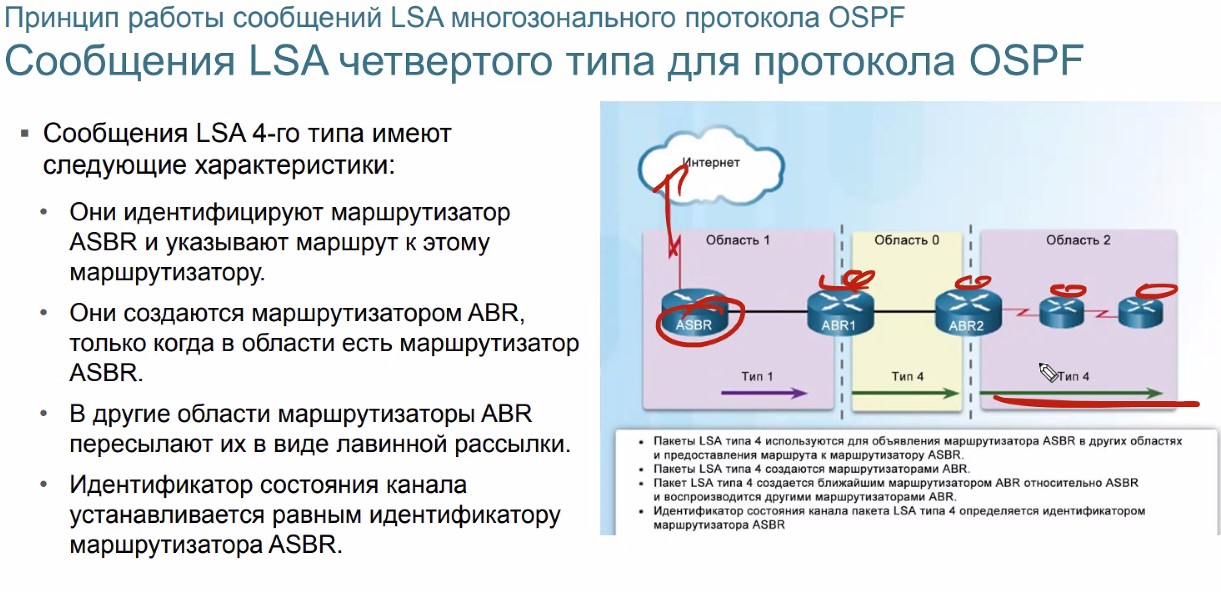 Принцип работы сообщений LSA многозонального протокола OSPF
Сообщения LSA четвертого типа для протокола OSPF
▪ Сообщения LSA 4-го типа имеют
следующие характеристики:
• Они идентифицируют маршрутизатор
ASBR и указывают маршрут к этому
маршрутизатору.
• Они создаются маршрутизатором ABR,
только когда в области есть маршрутизатор
ASBR.
• В другие области маршрутизаторы ABR
пересылают их в виде лавинной рассылки.
• Идентификатор состояния канала
устанавливается равным идентификатору
маршрутизатора ASBR.
Интернет
Область 1
Область 0
Область 2
ASBR
ABR1
ABR2
Тип 1
Тип 4
Тип 4
• Пакеты LSA типа 4 используются для объявления маршрутизатора ASBR в других областях
и предоставления маршрута к маршрутизатору ASBR.
• Пакеты LSA типа 4 создаются маршрутизаторами ABR.
• Пакет LSA типа 4 создается ближайшим маршрутизатором ABR относительно ASBR
и воспроизводится другими маршрутизаторами ABR.
• Идентификатор состояния канала пакета LSA типа 4 определяется идентификатором
маршрутизатора ASBR